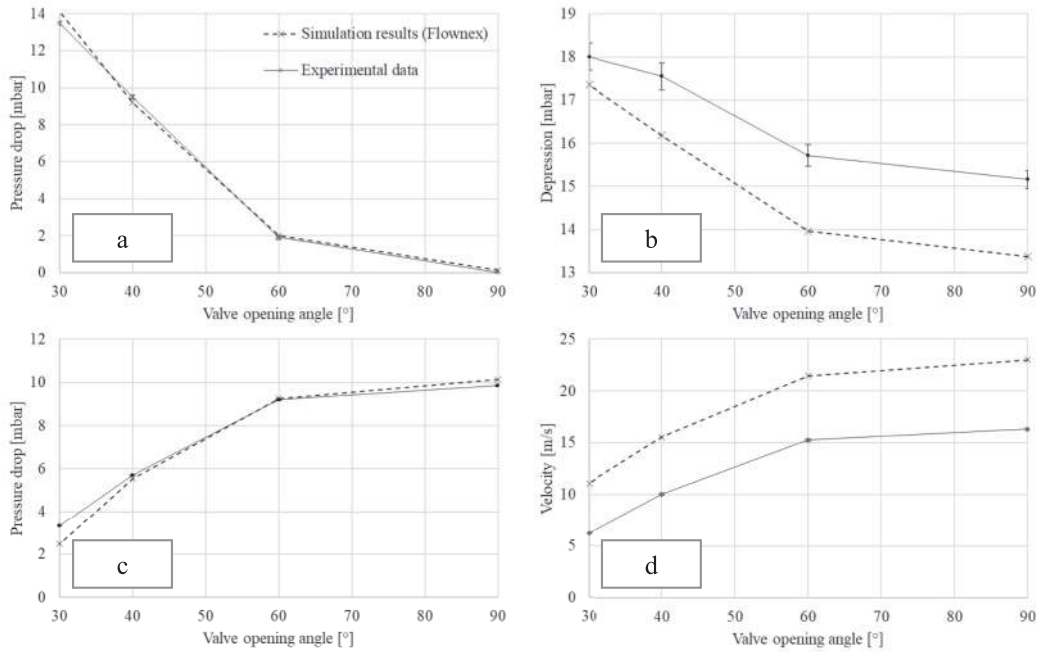 14
12
10
8
6
4
2
0
Pressure drop [mbar]
Simulation results (Flownex)
Experimental data
a
30 40 50 60 70 80 90
Valve opening angle [°]
19
18
17
16
15
14
13
Depression [mbar]
b
30 40 50 60 70 80 90
Valve opening angle [°]
12
10
8
6
4
2
0
Pressure drop [mbar]
c
30 40 50 60 70 80 90
Valve opening angle [°]
25
20
15
10
5
0
Velocity [m/s]
d
30 40 50 60 70 80 90
Valve opening angle [°]